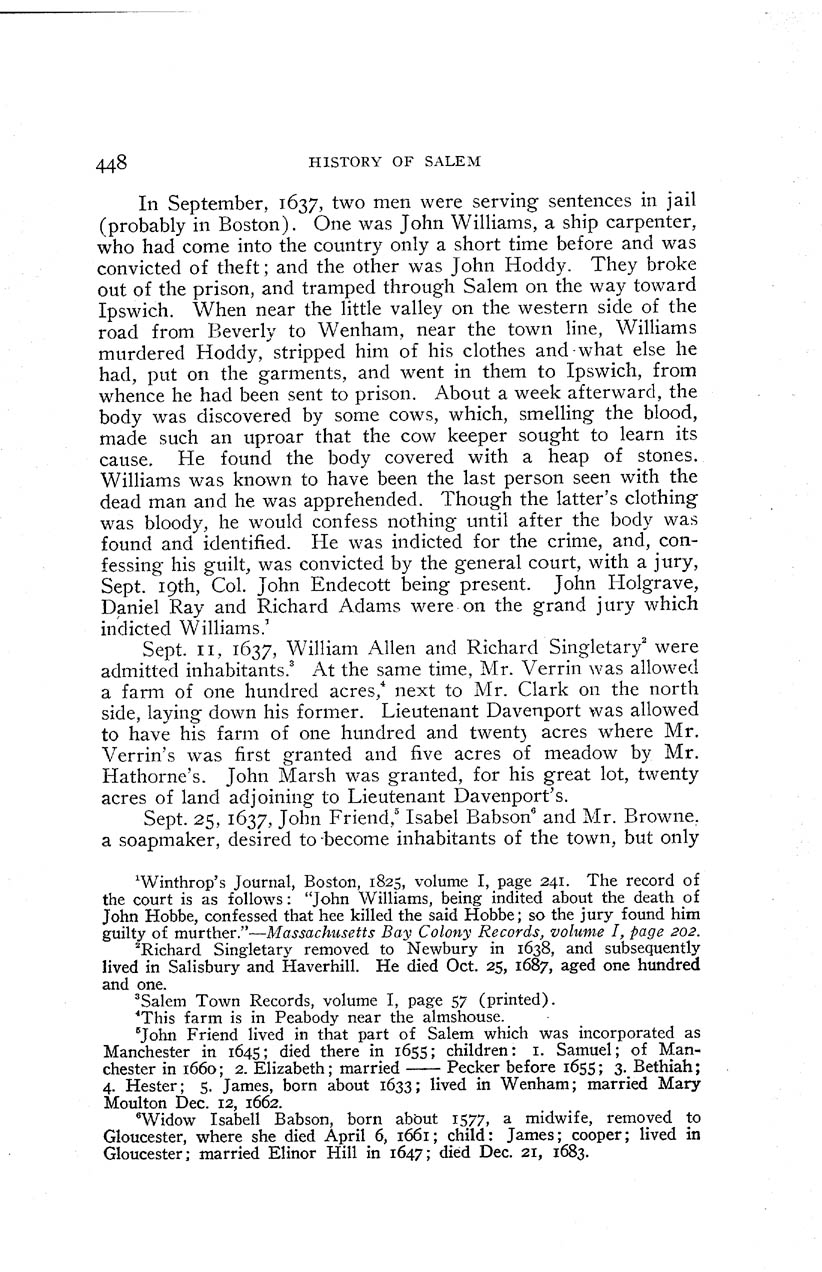 448 HISTORY OF SALEM
In September, 1637, two men were serving sentences in jail
(probably in Boston). One was John Williams, a ship carpenter,
who had come into the country only a short time before and was
convicted of theft; and the other was John Hoddy. They broke
out of the prison, and tramped through Salem on the way toward
Ipswich. When near the little valley on the western side of the
road from Beverly to Wenham, near the town line, Williams
murdered Hoddy, stripped him of his clothes and what else he
had, put on the garments, and went in them to Ipswich, from
whence he had been sent to prison. About a week afterward, the
body was discovered by some cows, which, smelling the blood,
made such an uproar that the cow keeper sought to learn its
cause. He found the body covered with a heap of stones.
Williams was known to have been the last person seen with the
dead man and he was apprehended. Though the latter's clothing
was bloody, he would confess nothing until after the body was
found and identified. He was indicted for the crime, and, con-
fessing his guilt, was convicted by the general court, with a jury,
Sept. 19th, Col. John Endecott being present. John Holgrave,
Daniel Ray and Richard Adams were on the grand jury which
indicted Williams.¹
Sept. 11, 1637, William Allen and Richard Singletary² were
admitted inhabitants.³ At the same time, Mr. Verrin was allowed
a farm of one hundred acres,⁴ next to Mr. Clark on the north
side, laying down his former. Lieutenant Davenport was allowed
to have his farm of one hundred and twenty acres where Mr.
Verrin's was first granted and five acres of meadow by Mr.
Hathorne's. John Marsh was granted, for his great lot, twenty
acres of land adjoining to Lieutenant Davenport's.
Sept. 25, 1637, John Friend,⁵ Isabel Babson⁶ and Mr. Browne,
a soapmaker, desired to become inhabitants of the town, but only
¹Winthrop's Journal, Boston, 1825, volume I, page 241. The record of
the court is as follows: "John Williams, being indited about the death of
John Hobbe, confessed that hee killed the said Hobbe; so the jury found him
guilty of murther."—Massachusetts Bay Colony Records, volume I, page 202.
²Richard Singletary removed to Newbury in 1638, and subsequently
lived in Salisbury and Haverhill. He died Oct. 25, 1687, aged one hundred
and one.
³Salem Town Records, volume I, page 57 (printed).
⁴This farm is in Peabody near the almshouse.
⁵John Friend lived in that part of Salem which was incorporated as
Manchester in 1645; died there in 1655; children: 1. Samuel; of Man-
chester in 1660; 2. Elizabeth; married —— Pecker before 1655; 3. Bethiah;
4. Hester; 5. James, born about 1633; lived in Wenham; married Mary
Moulton Dec. 12, 1662.
⁶Widow Isabell Babson, born about 1577, a midwife, removed to
Gloucester, where she died April 6, 1661; child: James; cooper; lived in
Gloucester; married Elinor Hill in 1647; died Dec. 21, 1683.